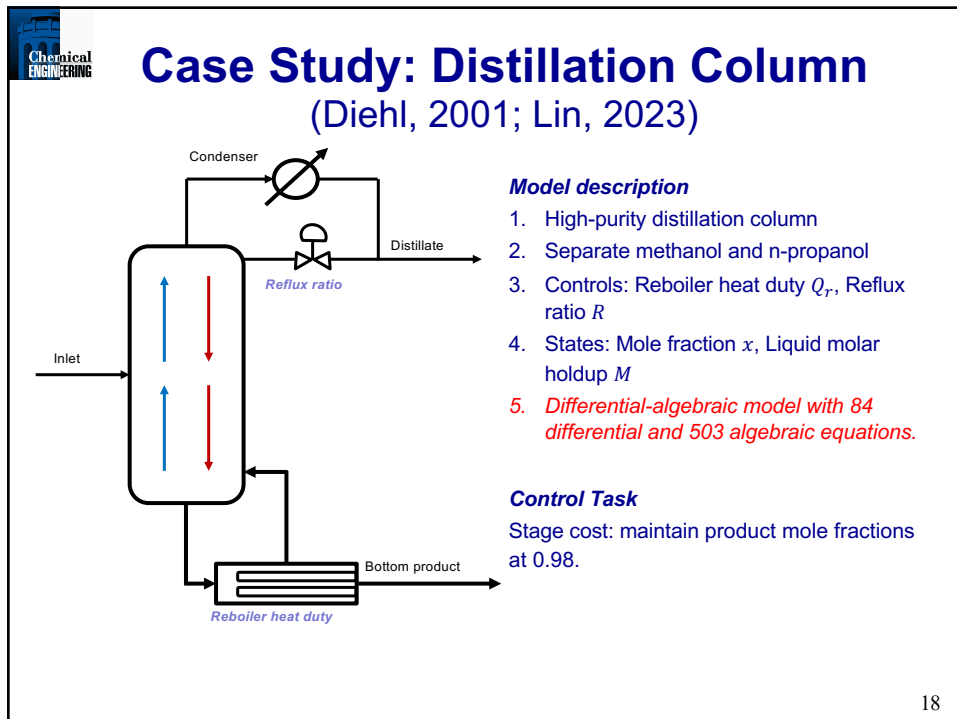 Chemical
ENGINEERING
Case Study: Distillation Column
(Diehl, 2001; Lin, 2023)
Condenser
Distillate
Reflux ratio
Inlet
Bottom product
Reboiler heat duty
Model description
1. High-purity distillation column
2. Separate methanol and n-propanol
3. Controls: Reboiler heat duty Qᵣ, Reflux
ratio R
4. States: Mole fraction x, Liquid molar
holdup M
5. Differential-algebraic model with 84
differential and 503 algebraic equations.
Control Task
Stage cost: maintain product mole fractions
at 0.98.
18